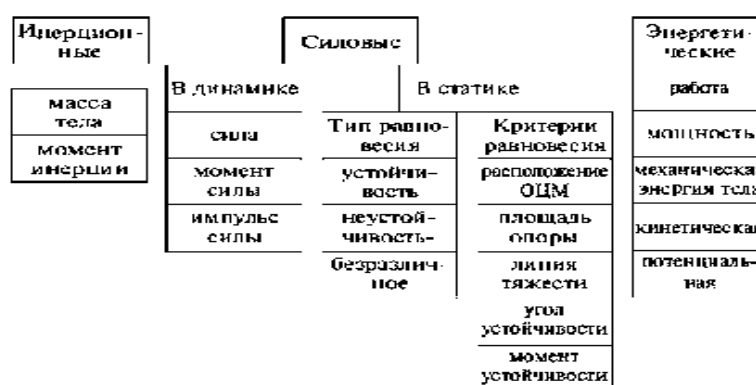 Инерцион-
ные
масса
тела
момент
инерции
Силовые
В динамике
сила
момент
силы
импульс
силы
В статике
Тип равно-
весия
устойчи-
вость
неустой-
чивость-
безразлич-
ное
Критерии
равновесия
расположение
ОЦМ
площадь
опоры
линия
тяжести
угол
устойчивости
момент
устойчивости
Энергети-
ческие
работа
мощность
механическая
энергия тела
кинетическая
потенциаль-
ная